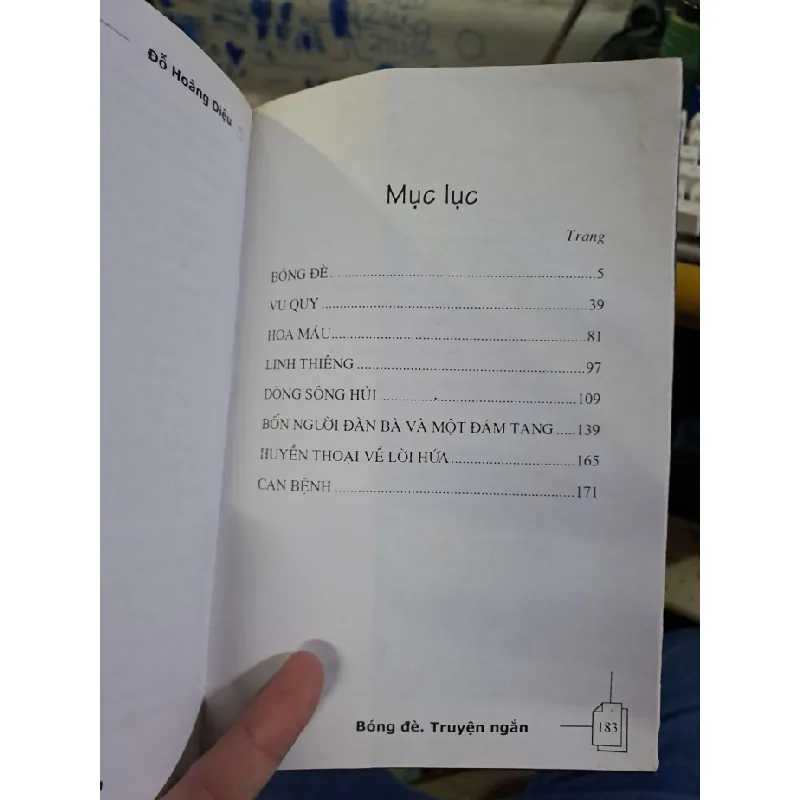 Đỗ Hoàng Diệu
Mục lục
Trang
BÓNG ĐÈ.....5
VU QUY.....39
HOA MÁU.....81
LINH THIÊNG.....97
DÒNG SÔNG HỦI.....109
BỐN NGƯỜI ĐÀN BÀ VÀ MỘT ĐÁM TANG.....139
HUYỀN THOẠI VỀ LỜI HỨA.....165
CĂN BỆNH.....171
Bóng đè. Truyện ngắn
183